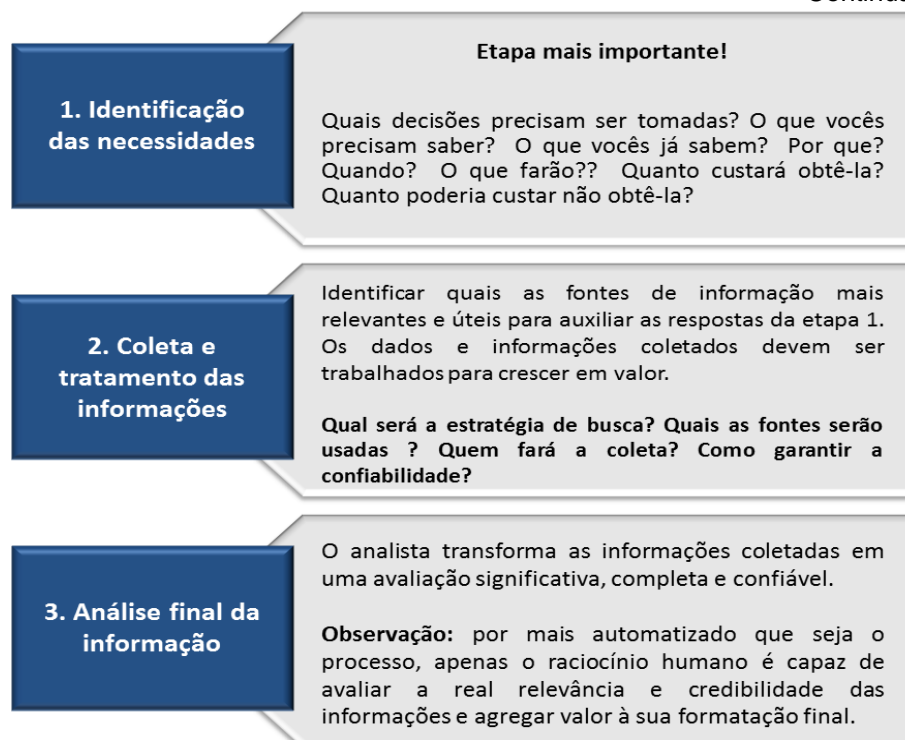 1. Identificação
das necessidades
Etapa mais importante!
Quais decisões precisam ser tomadas? O que vocês
precisam saber? O que vocês já sabem? Por que?
Quando? O que farão?? Quanto custará obtê-la?
Quanto poderia custar não obtê-la?
2. Coleta e
tratamento das
informações
Identificar quais as fontes de informação mais
relevantes e úteis para auxiliar as respostas da etapa 1.
Os dados e informações coletados devem ser
trabalhados para crescer em valor.
Qual será a estratégia de busca? Quais as fontes serão
usadas ? Quem fará a coleta? Como garantir a
confiabilidade?
3. Análise final da
informação
O analista transforma as informações coletadas em
uma avaliação significativa, completa e confiável.
Observação: por mais automatizado que seja o
processo, apenas o raciocínio humano é capaz de
avaliar a real relevância e credibilidade das
informações e agregar valor à sua formatação final.